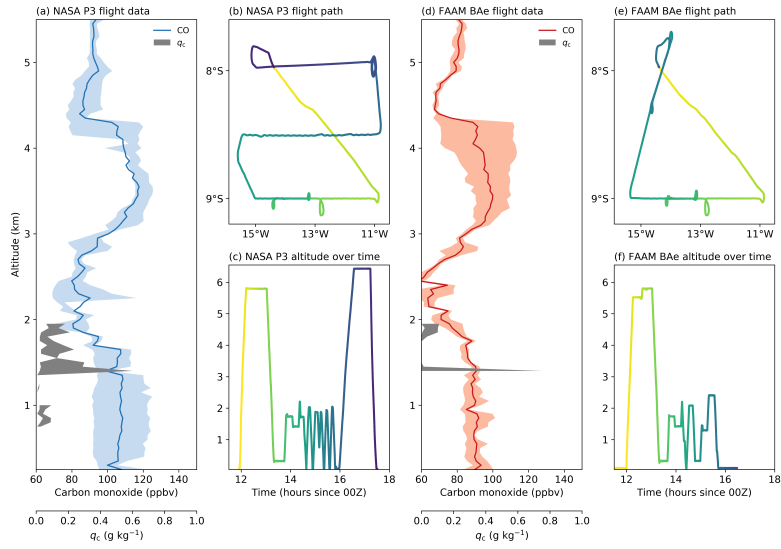 (a) NASA P3 flight data
CO
qc
5
4
3
2
1
Altitude (km)
60 80 100 120 140
Carbon monoxide (ppbv)
0.0 0.2 0.4 0.6 0.8 1.0
qc (g kg⁻¹)
(b) NASA P3 flight path
8°S
9°S
15°W 13°W 11°W
(c) NASA P3 altitude over time
6
5
4
3
2
1
12 14 16 18
Time (hours since 00Z)
(d) FAAM BAe flight data
CO
qc
5
4
3
2
1
60 80 100 120 140
Carbon monoxide (ppbv)
0.0 0.2 0.4 0.6 0.8 1.0
qc (g kg⁻¹)
(e) FAAM BAe flight path
8°S
9°S
15°W 13°W 11°W
(f) FAAM BAe altitude over time
6
5
4
3
2
1
12 14 16 18
Time (hours since 00Z)